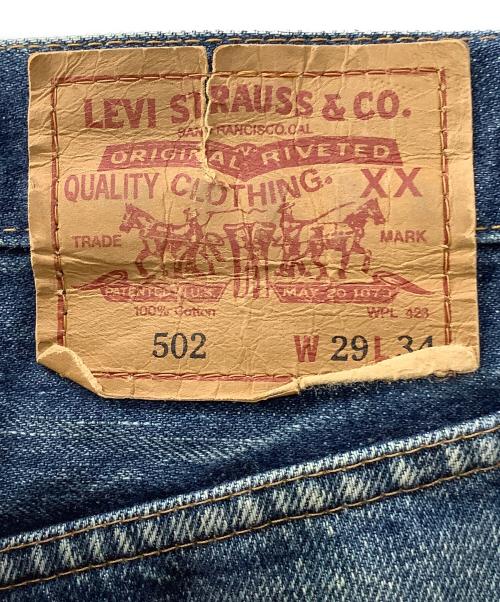 LEVI STRAUSS & CO.
SAN FRANCISCO, CAL
ORIGINAL RIVETED
QUALITY CLOTHING. XX
TRADE MARK
PATENTED MAY 20 1873
100% Cotton WPL 423
502 W 29 L 34